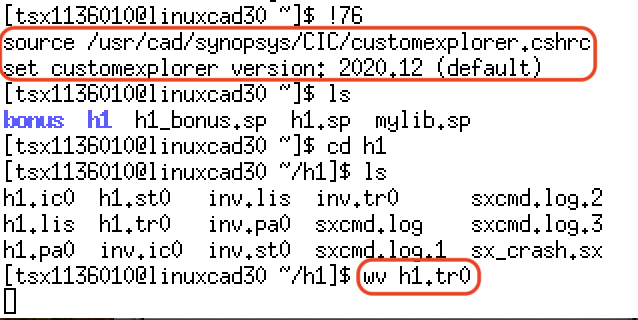 [tsx1136010@linuxcad30 ~]$ !76
source /usr/cad/synopsys/CIC/customexplorer.cshrc
set customexplorer version: 2020.12 (default)
[tsx1136010@linuxcad30 ~]$ ls
bonus h1 h1_bonus.sp h1.sp mylib.sp
[tsx1136010@linuxcad30 ~]$ cd h1
[tsx1136010@linuxcad30 ~/h1]$ ls
h1.ic0 h1.st0 inv.lis inv.tr0 sxcmd.log.2
h1.lis h1.tr0 inv.pa0 sxcmd.log sxcmd.log.3
h1.pa0 inv.ic0 inv.st0 sxcmd.log.1 sx_crash.sx
[tsx1136010@linuxcad30 ~/h1]$ wv h1.tr0